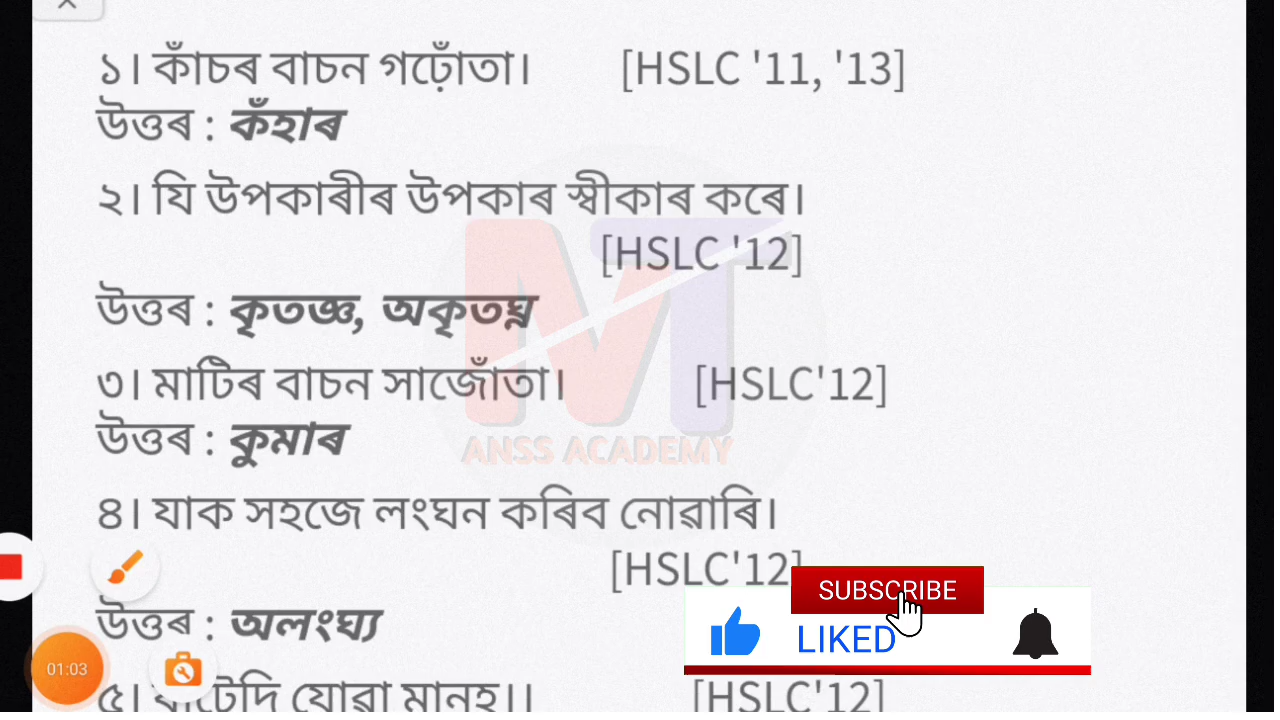 ১। কাঁচৰ বাচন গঢ়োঁতা। [HSLC '11, '13]
উত্তৰ : কঁহাৰ
২। যি উপকাৰীৰ উপকাৰ স্বীকাৰ কৰে।
[HSLC '12]
উত্তৰ : কৃতজ্ঞ, অকৃতঘ্ন
৩। মাটিৰ বাচন সাজোঁতা। [HSLC'12]
উত্তৰ : কুমাৰ
ANSS ACADEMY
৪। যাক সহজে লংঘন কৰিব নোৱাৰি।
[HSLC'12]
SUBSCRIBE
উত্তৰ : অলংঘ্য
LIKED
01:03
৫। যোৱা মানুহ।। [HSLC'12]